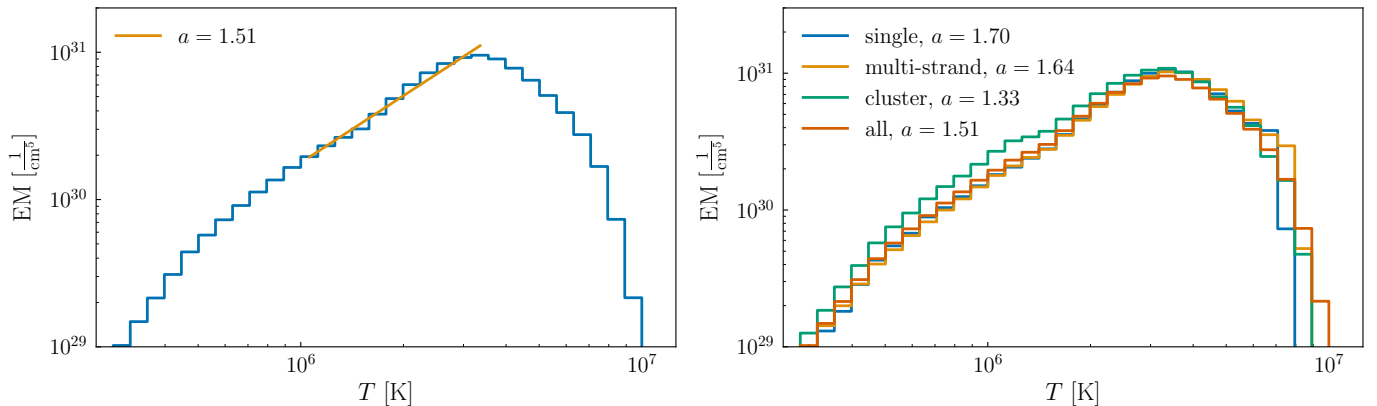 a = 1.51
10^31
10^30
10^29
EM [1/cm^5]
10^6
10^7
T [K]
single, a = 1.70
multi-strand, a = 1.64
cluster, a = 1.33
all, a = 1.51
10^31
10^30
10^29
EM [1/cm^5]
10^6
10^7
T [K]